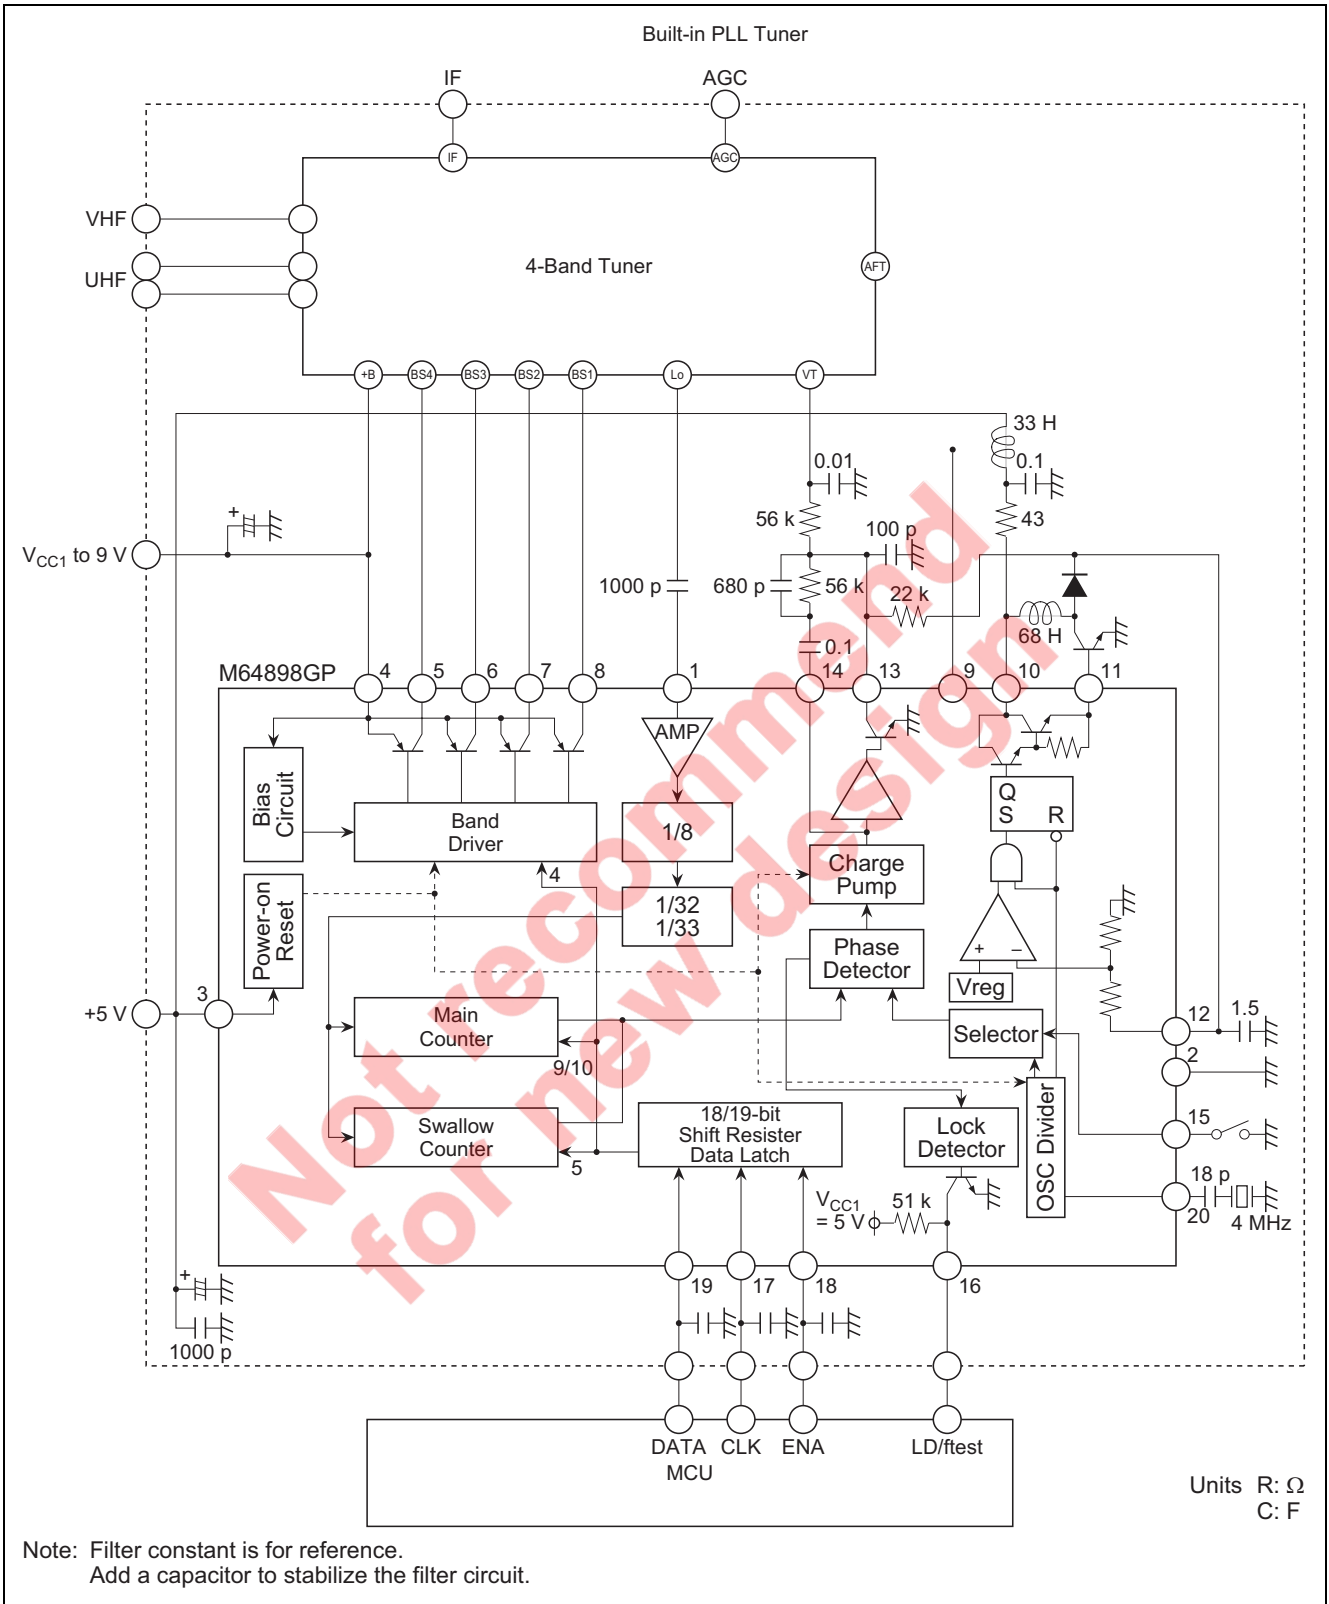 Built-in PLL Tuner
IF
AGC
IF
AGC
VHF
UHF
4-Band Tuner
AFT
+B
BS4
BS3
BS2
BS1
Lo
VT
33 H
0.01
0.1
56 k
43
100 p
+
VCC1 to 9 V
1000 p
680 p
56 k
22 k
68 H
0.1
M64898GP
4
5
6
7
8
1
14
13
9
10
11
AMP
Bias
Circuit
Band
Driver
1/8
Q
S
R
Charge
Pump
4
Power-on
Reset
1/32
1/33
Phase
Detector
+
−
Vreg
+5 V
3
Main
Counter
9/10
Selector
12
1.5
2
Swallow
Counter
5
18/19-bit
Shift Resister
Data Latch
Lock
Detector
OSC Divider
15
VCC1
= 5 V
51 k
18 p
20
4 MHz
19
17
18
16
+
1000 p
DATA
CLK
ENA
LD/ftest
MCU
Units R: Ω
C: F
Note: Filter constant is for reference.
Add a capacitor to stabilize the filter circuit.
Not recommend
for new design